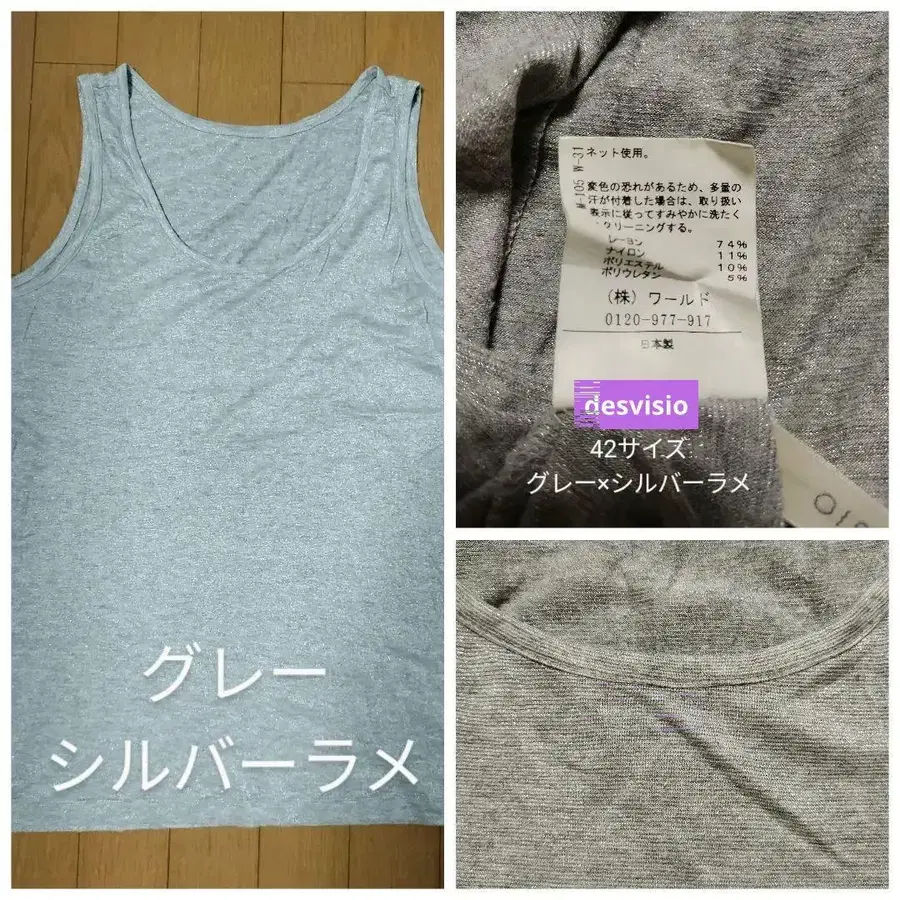 グレー
シルバーラメ
M-105 W-31
ネット使用。
変色の恐れがあるため、多量の
汗が付着した場合は、取り扱い
表示に従ってすみやかに洗たく
クリーニングする。
レーヨン 74%
ナイロン 11%
ポリエステル 10%
ポリウレタン 5%
(株) ワールド
0120-977-917
日本製
desvisio
42サイズ
グレー×シルバーラメ